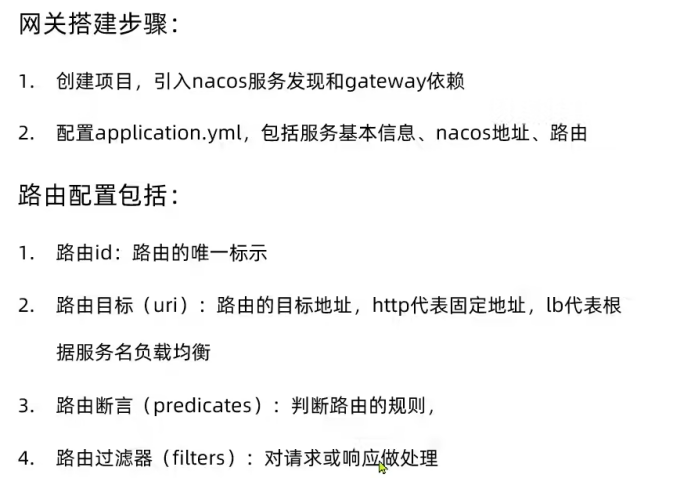 网关搭建步骤：
1. 创建项目，引入nacos服务发现和gateway依赖
2. 配置application.yml，包括服务基本信息、nacos地址、路由
路由配置包括：
1. 路由id：路由的唯一标示
2. 路由目标（uri）：路由的目标地址，http代表固定地址，lb代表根
据服务名负载均衡
3. 路由断言（predicates）：判断路由的规则，
4. 路由过滤器（filters）：对请求或响应做处理